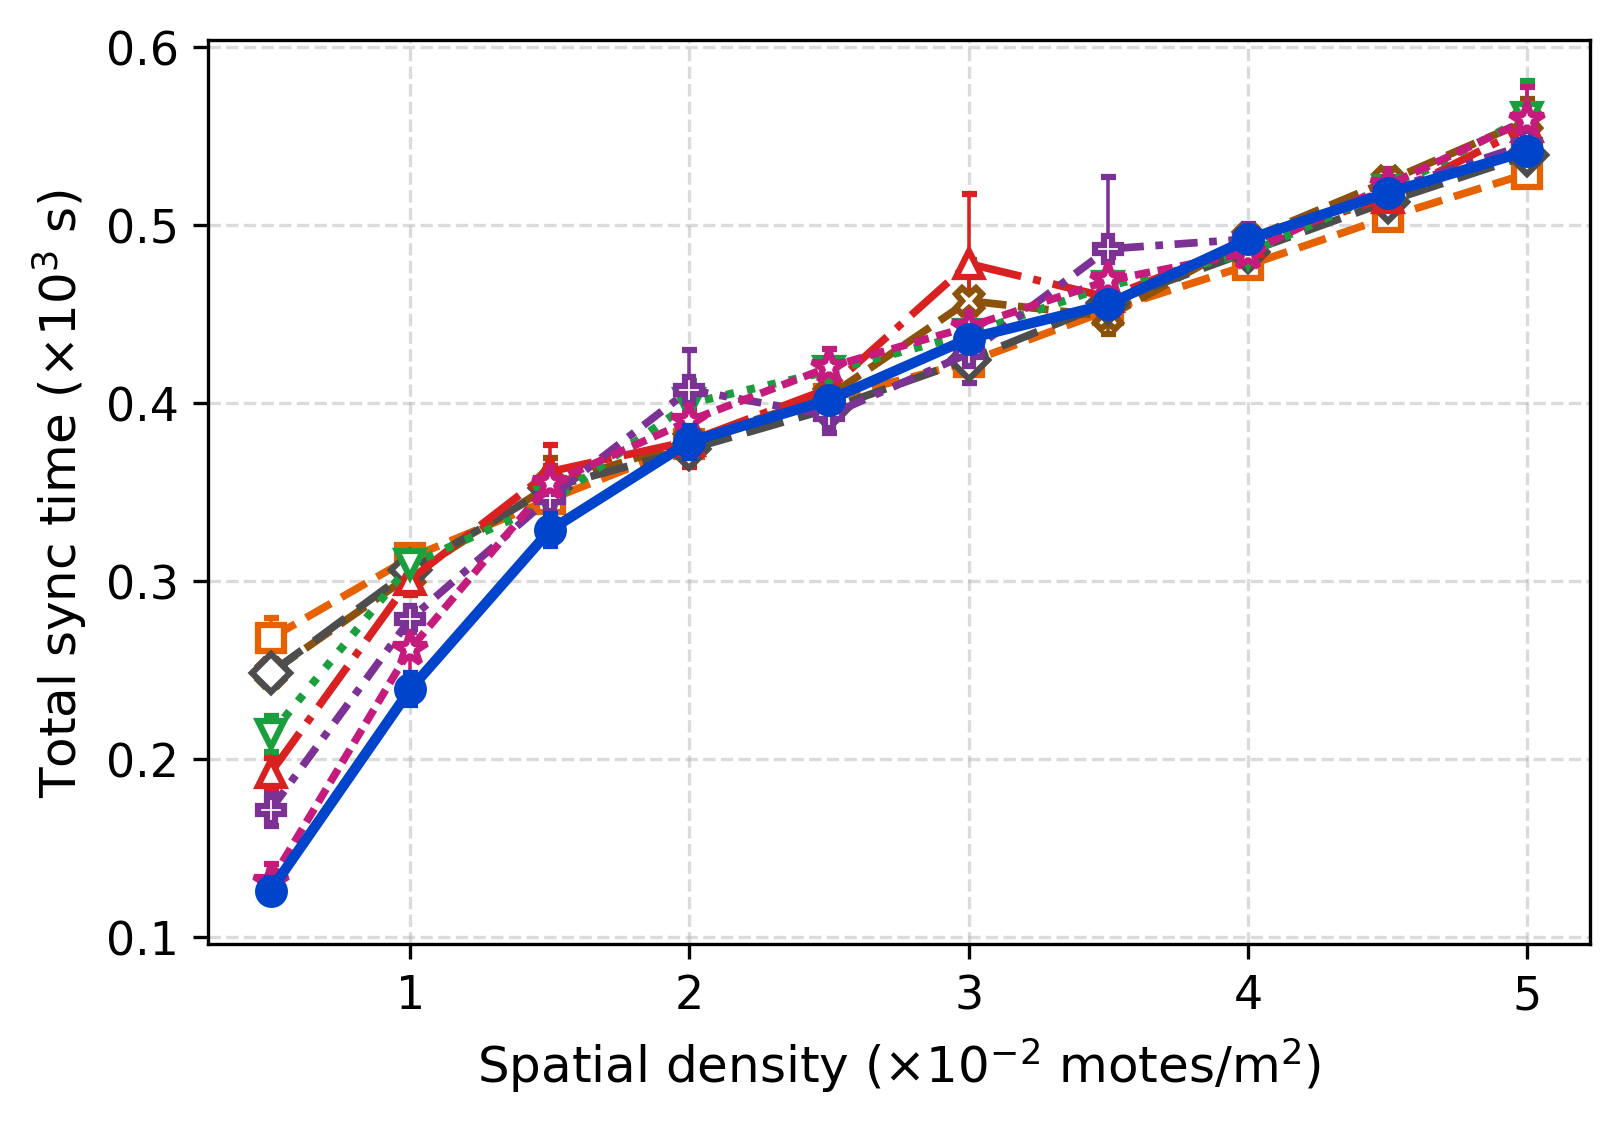 Total sync time (×10³ s)
0.6
0.5
0.4
0.3
0.2
0.1
1 2 3 4 5
Spatial density (×10⁻² motes/m²)